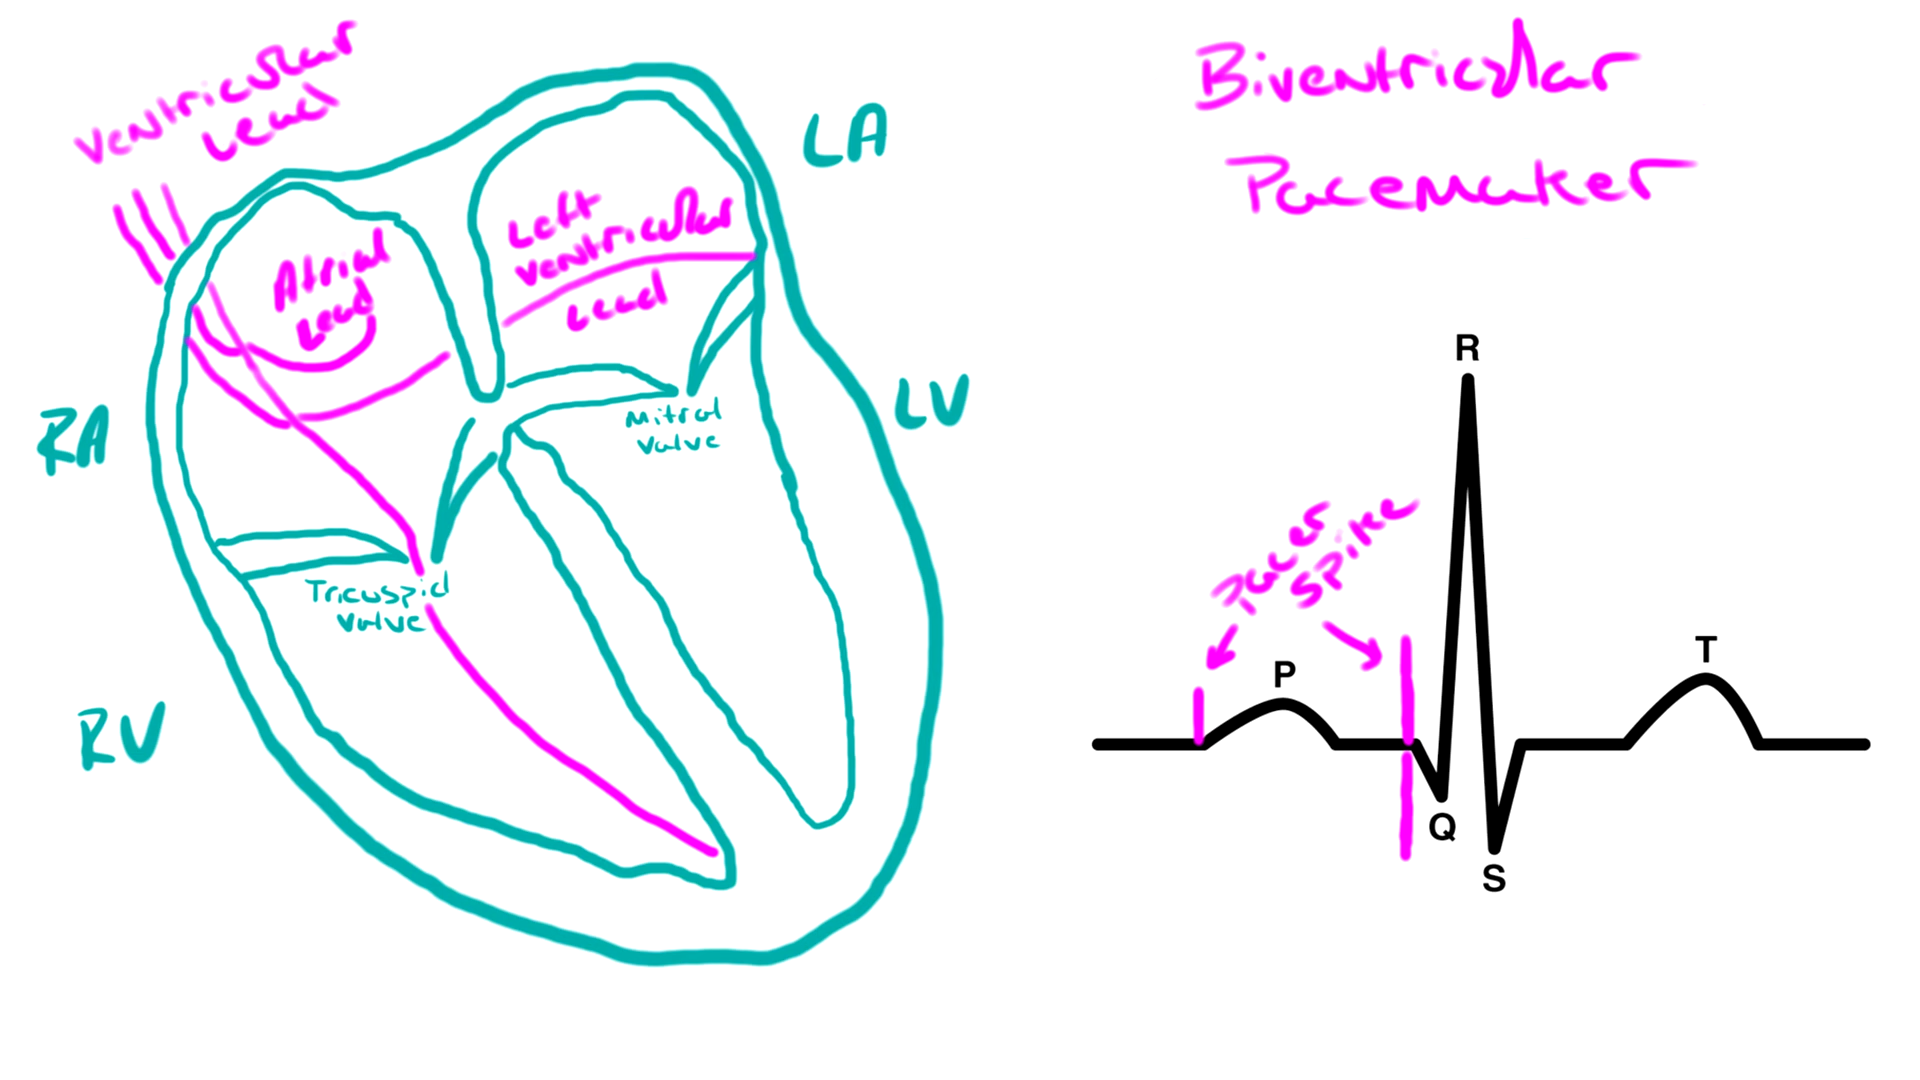 Ventricular
Lead
LA
Left
Ventricular
Lead
Atrial
Lead
RA
Mitral
Valve
LV
Tricuspid
Valve
RV
Biventricular
Pacemaker
Pacer
Spike
P
Q
R
S
T